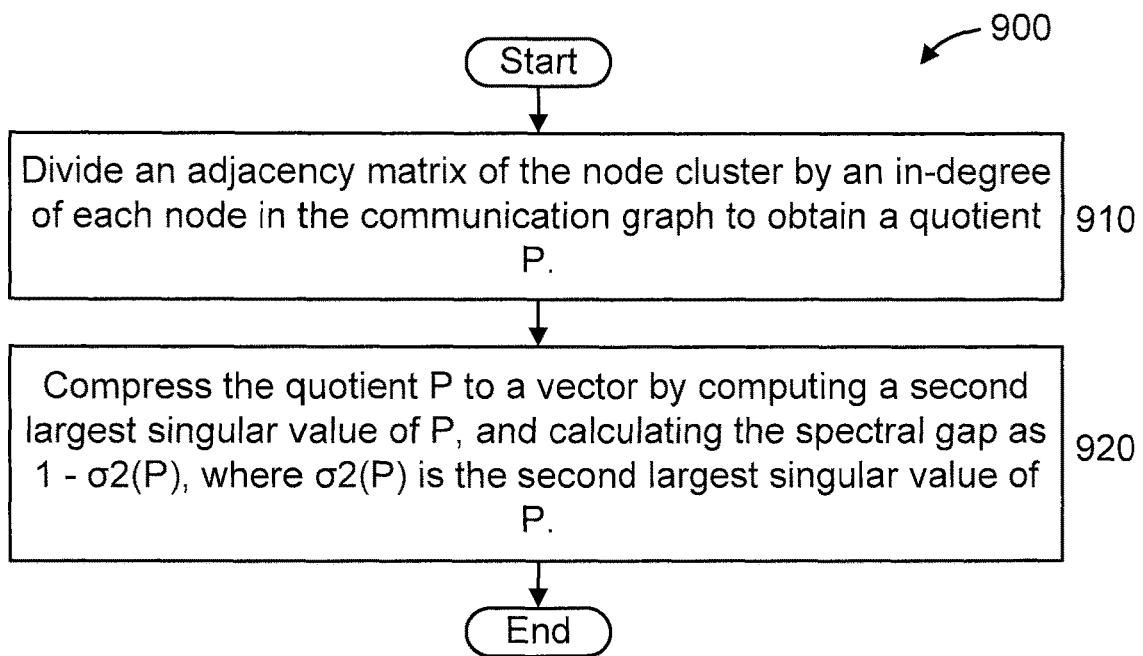 900
Start
Divide an adjacency matrix of the node cluster by an in-degree
of each node in the communication graph to obtain a quotient
P.
910
Compress the quotient P to a vector by computing a second
largest singular value of P, and calculating the spectral gap as
1 - σ2(P), where σ2(P) is the second largest singular value of
P.
920
End